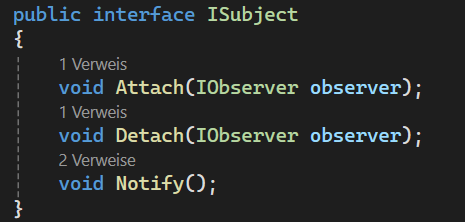 public interface ISubject
{
1 Verweis
void Attach(IObserver observer);
1 Verweis
void Detach(IObserver observer);
2 Verweise
void Notify();
}